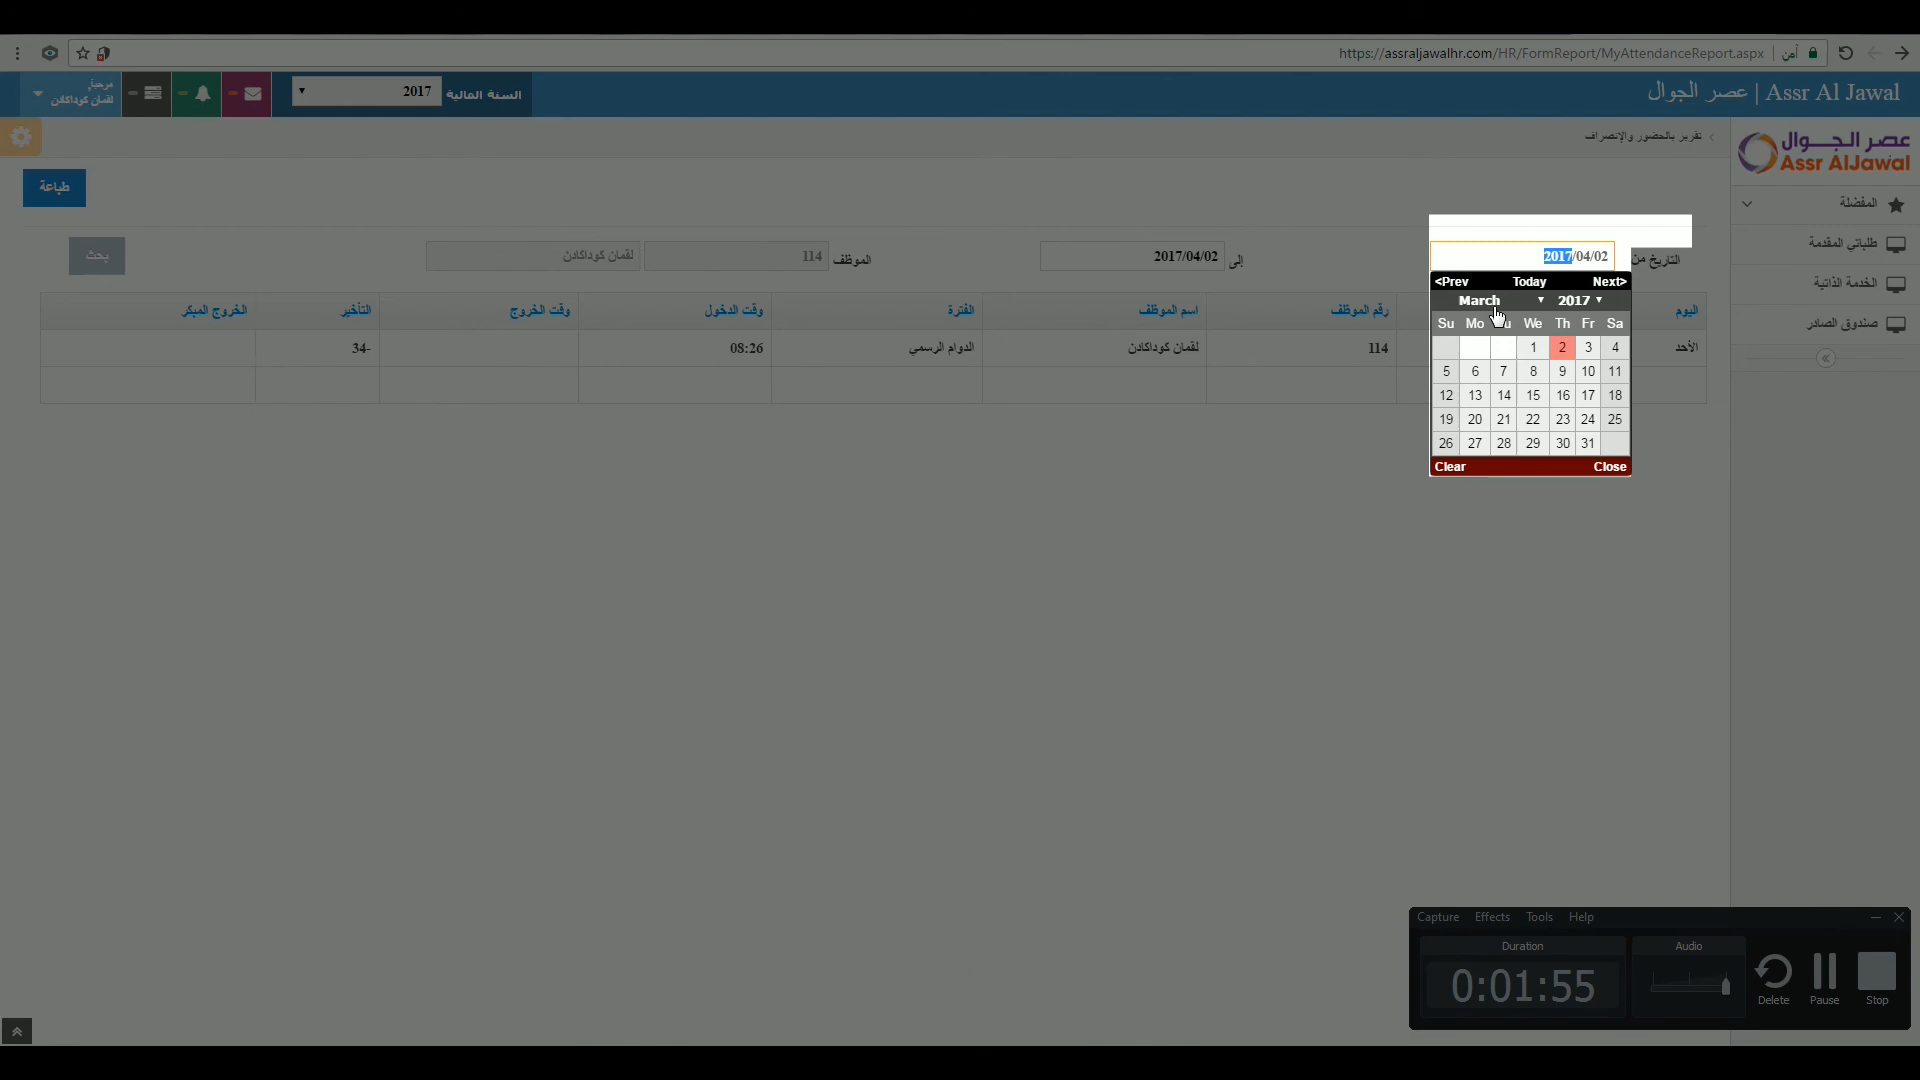 https://assraljawalhr.com/HR/FormReport/MyAttendanceReport.aspx
آمن
Assr Al Jawal | عصر الجوال
السنة المالية
2017
مرحباً,
لقمان كوداكادن
تقرير بالحضور والإنصراف
عصر الجـوال
Assr AlJawal
المفضلة
طلباتي المقدمة
الخدمة الذاتية
صندوق الصادر
طباعة
التاريخ من
2017/04/02
إلى
2017/04/02
الموظف
114
لقمان كوداكادن
بحث
<Prev Today Next>
March 2017
Su Mo u We Th Fr Sa
1 2 3 4
5 6 7 8 9 10 11
12 13 14 15 16 17 18
19 20 21 22 23 24 25
26 27 28 29 30 31
Clear Close
اليوم رقم الموظف اسم الموظف الفترة وقت الدخول وقت الخروج التأخير الخروج المبكر
الأحد 114 لقمان كوداكادن الدوام الرسمي 08:26 34-
Capture Effects Tools Help
Duration
0:01:55
Audio
Delete
Pause
Stop